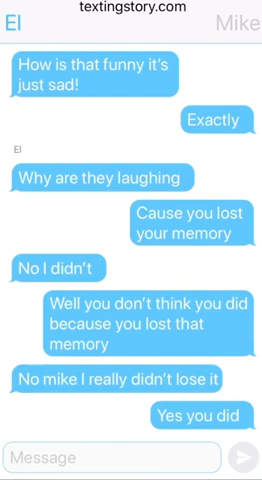 textingstory.com
El
Mike
How is that funny it's
just sad!
Exactly
El
Why are they laughing
Cause you lost
your memory
No I didn't
Well you don't think you did
because you lost that
memory
No mike I really didn't lose it
Yes you did
Message